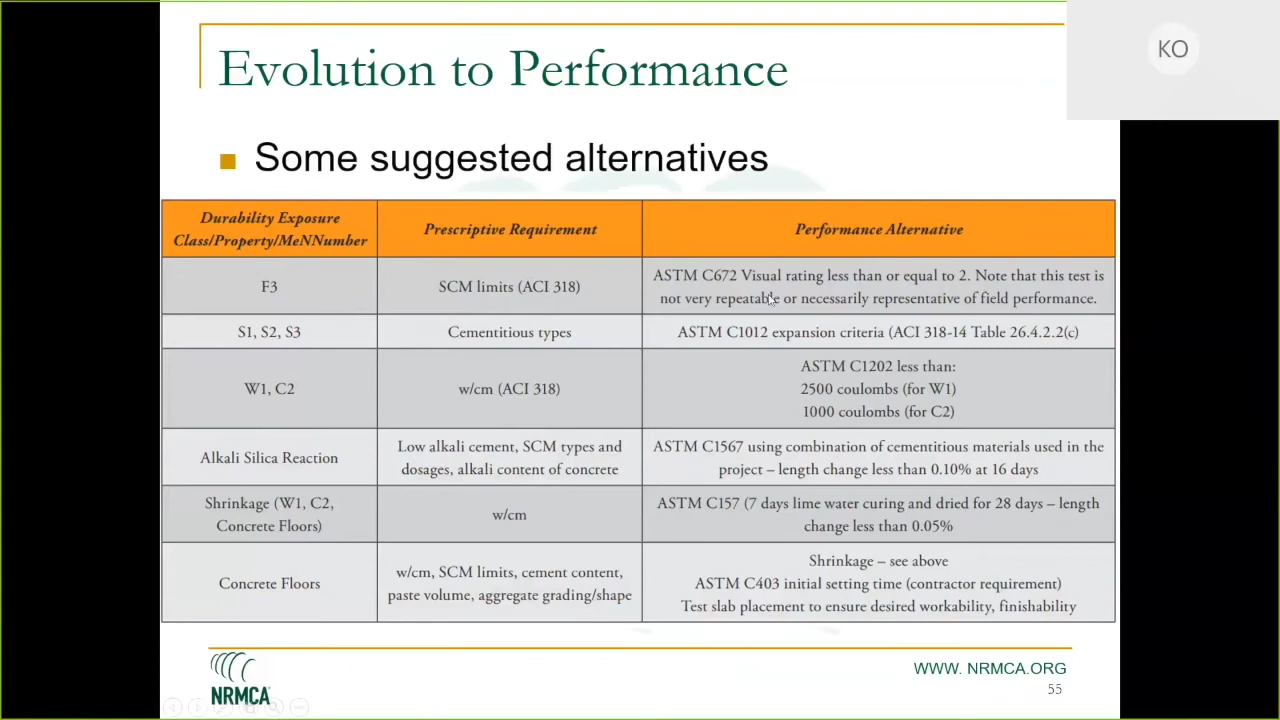 Evolution to Performance
KO
Some suggested alternatives
Durability Exposure
Class/Property/MeNNumber
Prescriptive Requirement
Performance Alternative
F3
SCM limits (ACI 318)
ASTM C672 Visual rating less than or equal to 2. Note that this test is
not very repeatable or necessarily representative of field performance.
S1, S2, S3
Cementitious types
ASTM C1012 expansion criteria (ACI 318-14 Table 26.4.2.2(c)
W1, C2
w/cm (ACI 318)
ASTM C1202 less than:
2500 coulombs (for W1)
1000 coulombs (for C2)
Alkali Silica Reaction
Low alkali cement, SCM types and
dosages, alkali content of concrete
ASTM C1567 using combination of cementitious materials used in the
project – length change less than 0.10% at 16 days
Shrinkage (W1, C2,
Concrete Floors)
w/cm
ASTM C157 (7 days lime water curing and dried for 28 days – length
change less than 0.05%
Concrete Floors
w/cm, SCM limits, cement content,
paste volume, aggregate grading/shape
Shrinkage – see above
ASTM C403 initial setting time (contractor requirement)
Test slab placement to ensure desired workability, finishability
NRMCA
WWW. NRMCA.ORG
55